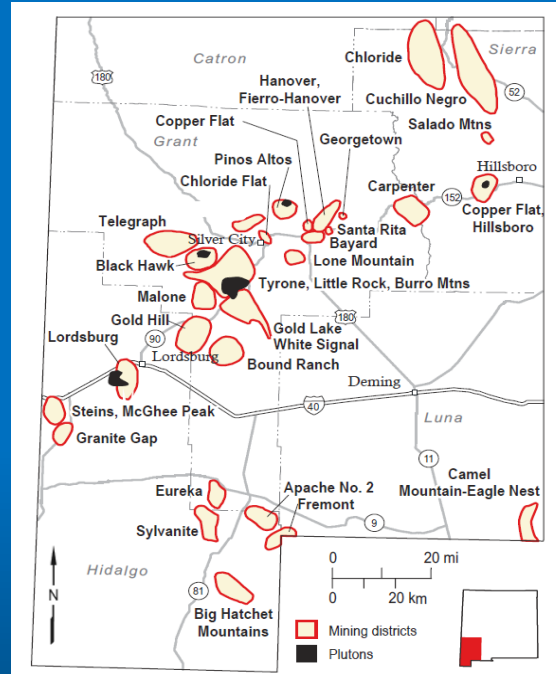 Catron
Sierra
180
Chloride
Hanover,
Fierro-Hanover
Cuchillo Negro
52
Salado Mtns
Copper Flat
Georgetown
Grant
Pinos Altos
Hillsboro
Chloride Flat
Carpenter
152
Copper Flat,
Hillsboro
Telegraph
Silver City
Santa Rita
Bayard
Lone Mountain
Black Hawk
Tyrone, Little Rock, Burro Mtns
Malone
Gold Hill
180
Gold Lake
White Signal
Lordsburg
90
Lordsburg
Bound Ranch
Deming
Steins, McGhee Peak
40
Luna
Granite Gap
11
Camel
Mountain-Eagle Nest
Eureka
Apache No. 2
Fremont
9
Sylvanite
0 20 mi
Hidalgo
0 20 km
N
81
Big Hatchet
Mountains
Mining districts
Plutons